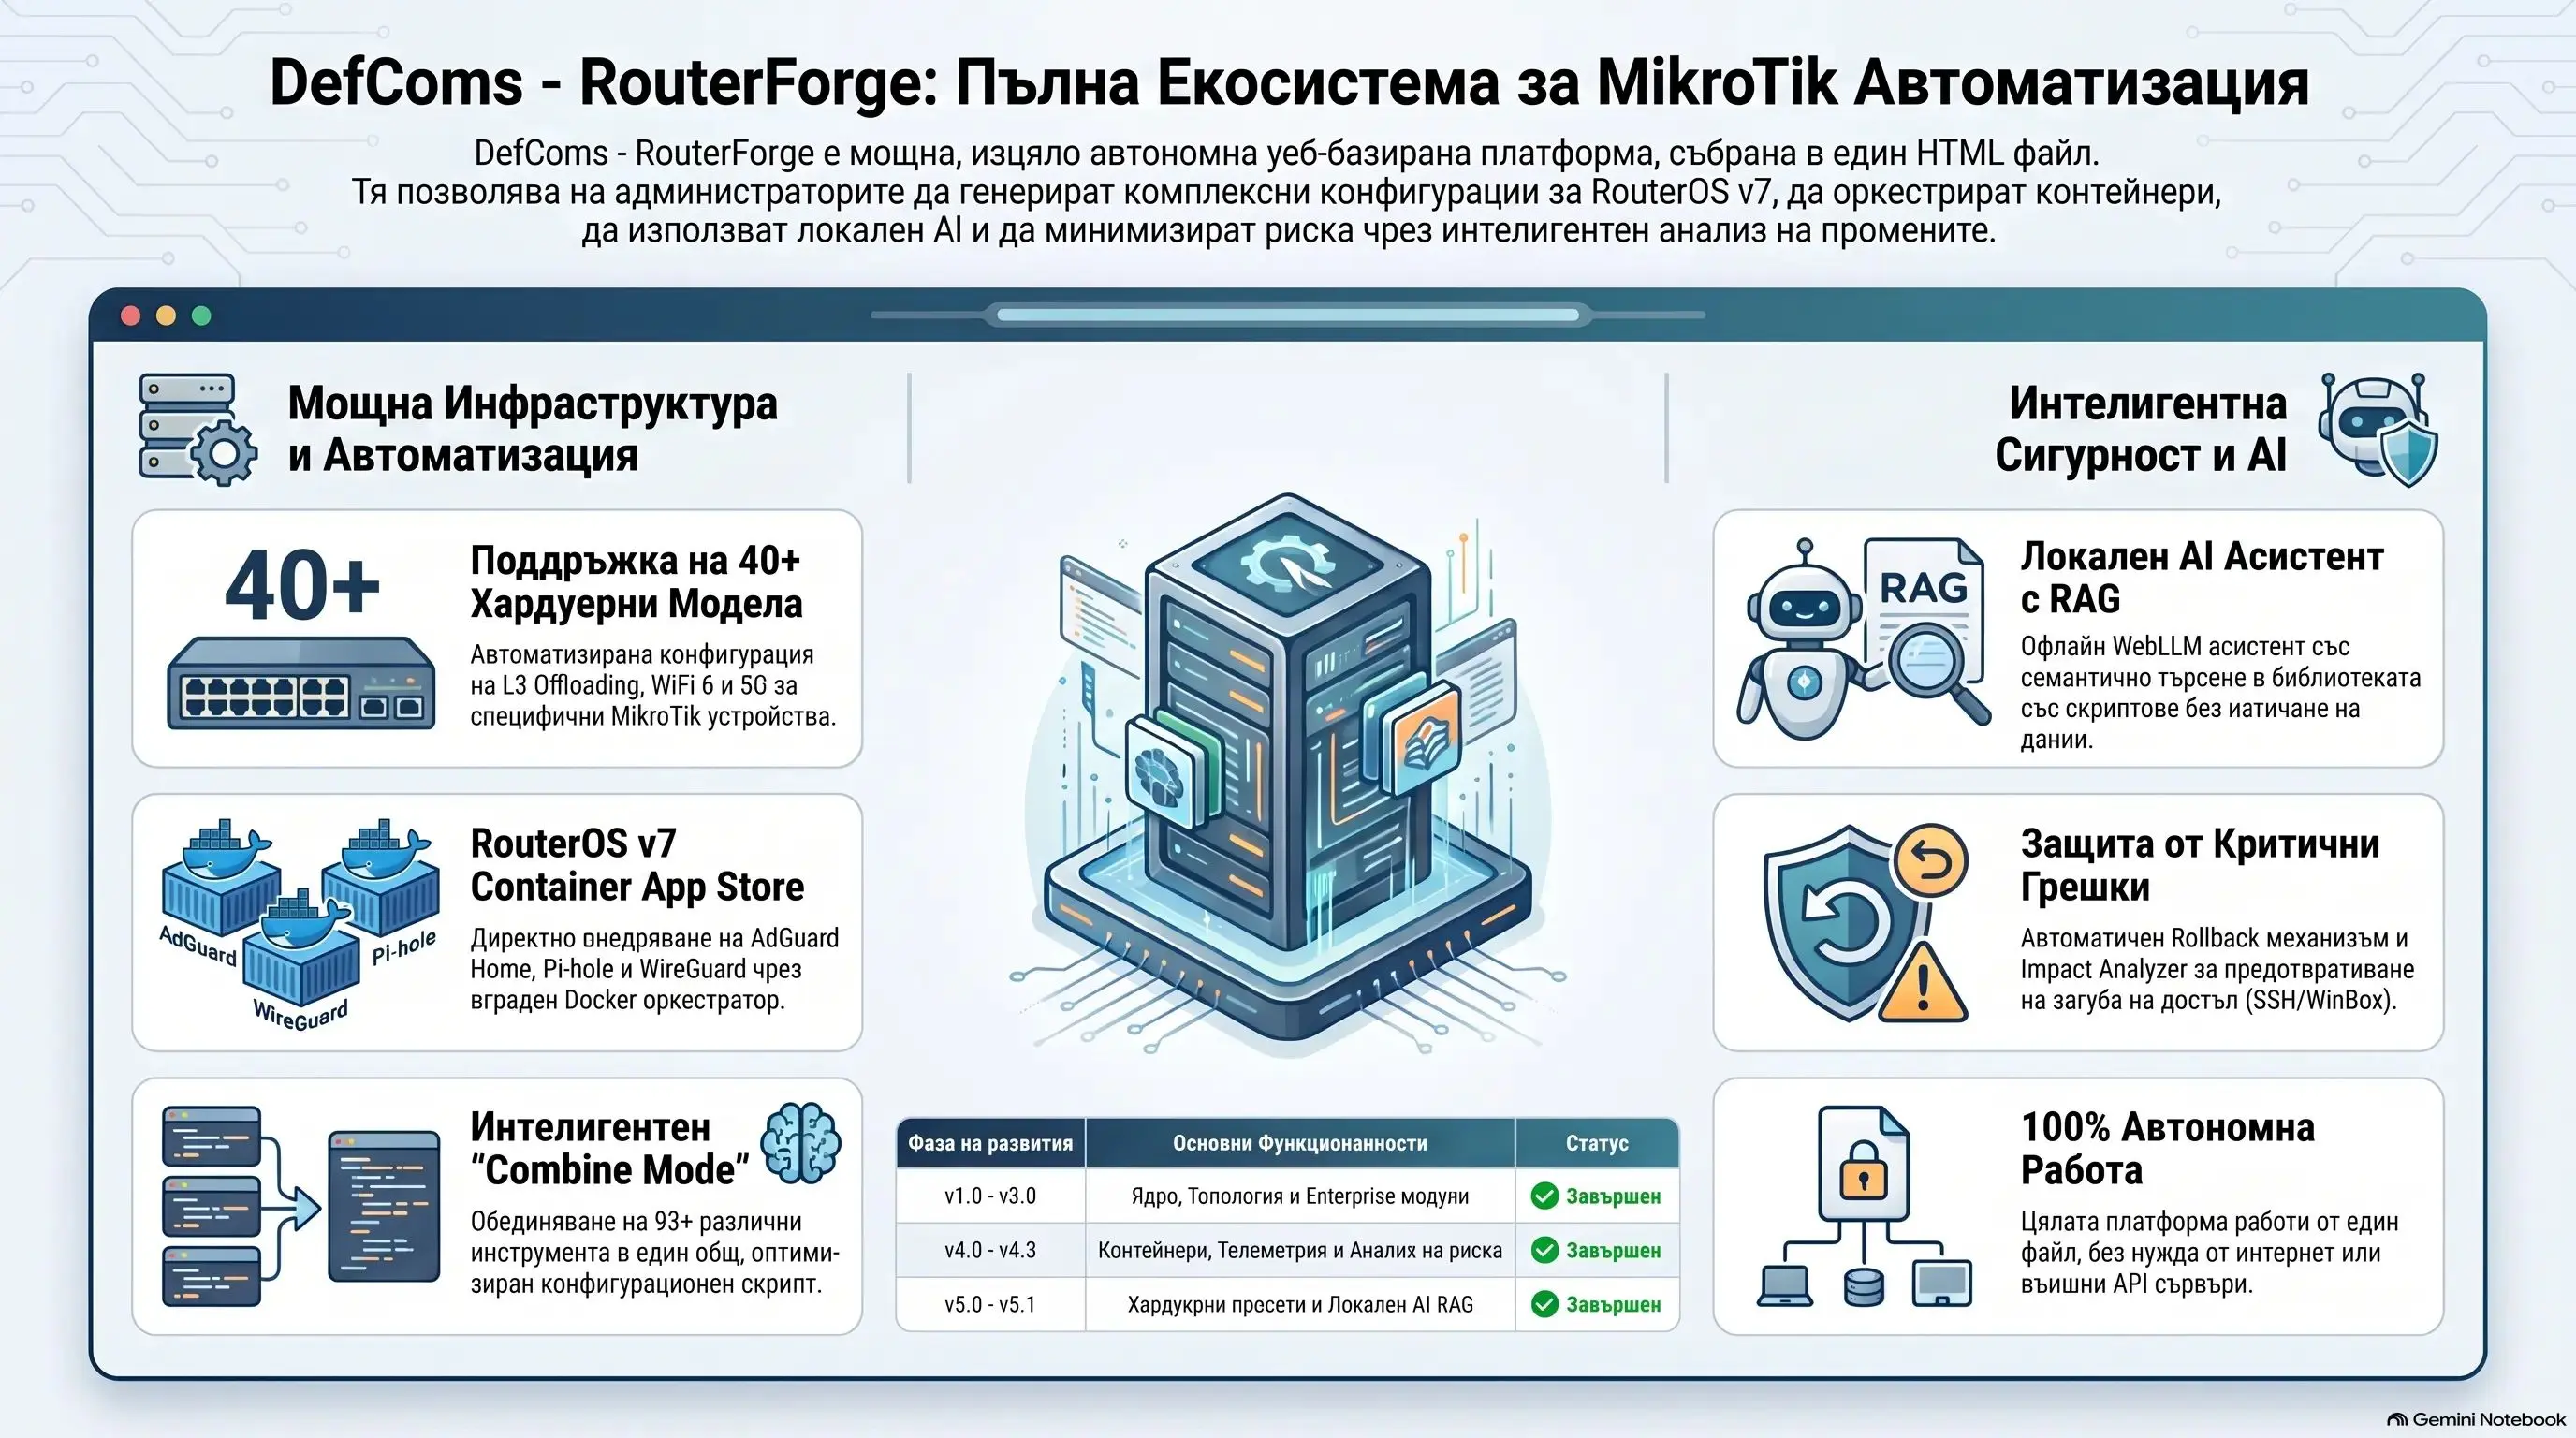 DefComs - RouterForge: Пълна Екосистема за MikroTik Автоматизация
DefComs - RouterForge е мощна, изцяло автономна уеб-базирана платформа, събрана в един HTML файл.
Тя позволява на администраторите да генерират комплексни конфигурации за RouterOS v7, да оркестрират контейнери,
да използват локален AI и да минимизират риска чрез интелигентен анализ на промените.
Мощна Инфраструктура
и Автоматизация
40+
Поддръжка на 40+
Хардуерни Модела
Автоматизирана конфигурация
на L3 Offloading, WiFi 6 и 5G за
специфични MikroTik устройства.
AdGuard
WireGuard
Pi-hole
RouterOS v7
Container App Store
Директно внедряване на AdGuard
Home, Pi-hole и WireGuard чрез
вграден Docker оркестратор.
Интелигентен
“Combine Mode”
Обединяване на 93+ различни
инструмента в един общ, оптими-
зиран конфигурационен скрипт.
Фаза на развития Основни Функционанности Статус
v1.0 - v3.0 Ядро, Топология и Enterprise модули Завършен
v4.0 - v4.3 Контейнери, Телеметрия и Аналих на риска Завършен
v5.0 - v5.1 Хардукрни просети и Локален AI RAG Завършен
Интелигентна
Сигурност и AI
RAG
Локален AI Асистент
с RAG
Офлайн WebLLM асистент със
семантично търсене в библиотеката
със скриптове без иатичане на
дании.
Защита от Критични
Грешки
Автоматичен Rollback механизъм и
Impact Analyzer за предотвративане
на загуба на достъл (SSH/WinBox).
100% Автономна
Работа
Цялата платформа работи от един
файл, без нужда от интернет или
въишни API сървъри.
Gemini Notebook